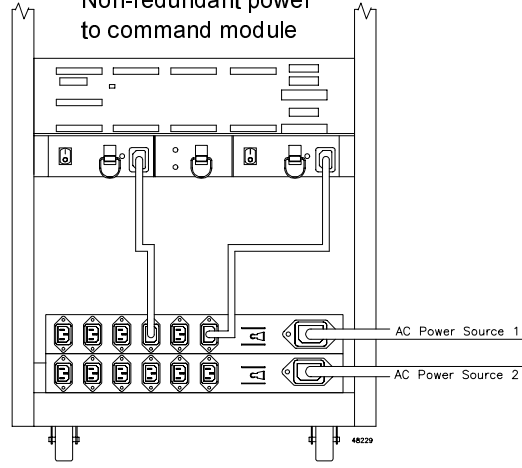 Non-redundant power
to command module
AC Power Source 1
AC Power Source 2
48229